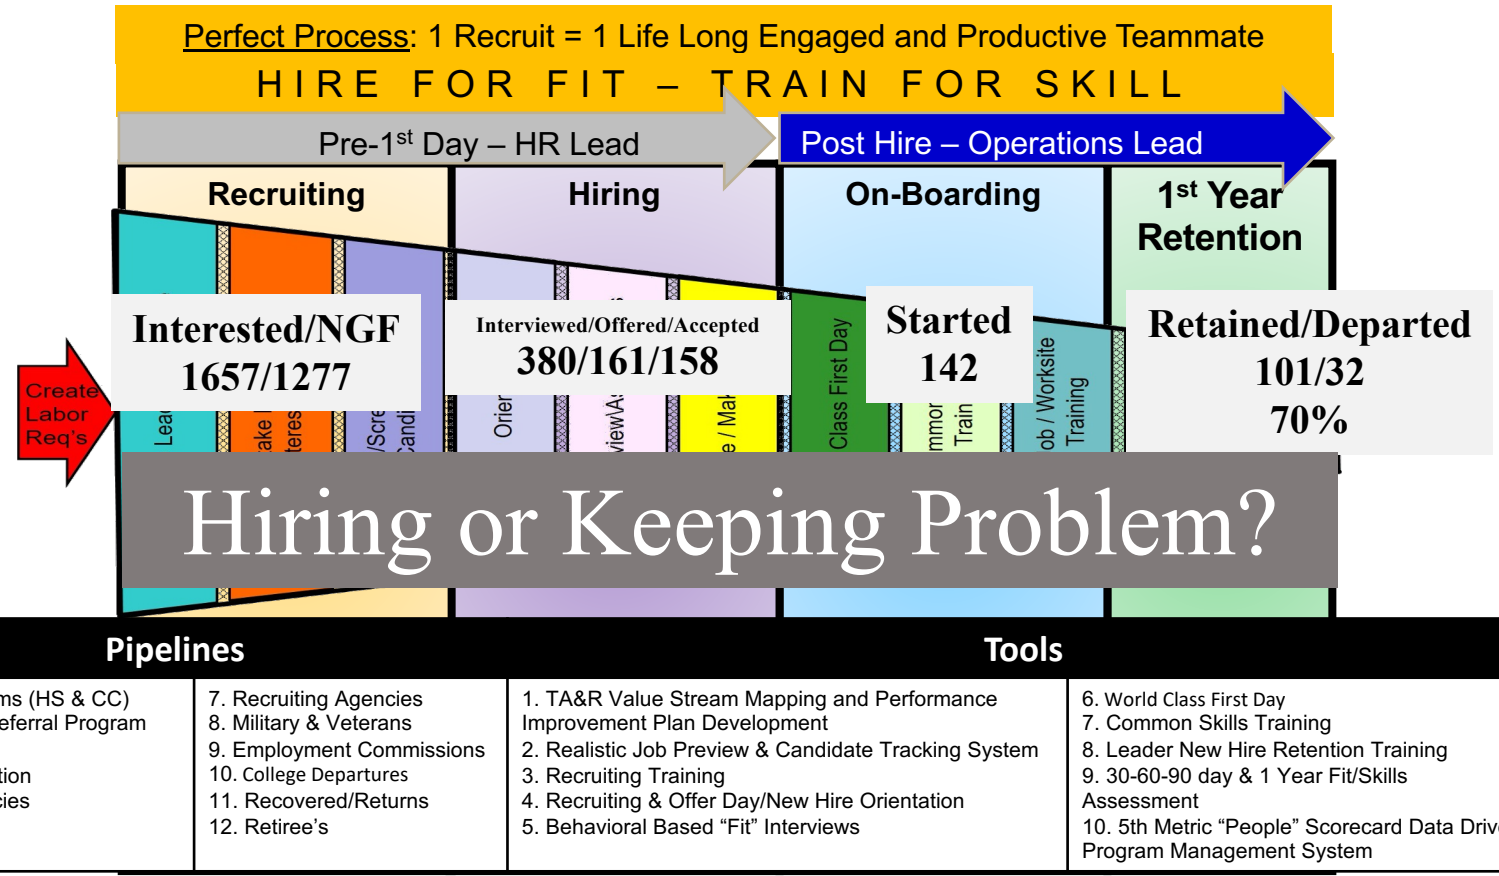 Perfect Process: 1 Recruit = 1 Life Long Engaged and Productive Teammate
HIRE FOR FIT – TRAIN FOR SKILL
Pre-1st Day – HR Lead
Post Hire – Operations Lead
Recruiting
Hiring
On-Boarding
1st Year
Retention
Create
Labor
Req's
Interested/NGF
1657/1277
Interviewed/Offered/Accepted
380/161/158
Started
142
Retained/Departed
101/32
70%
Class First Day
/ Worksite
Training
Hiring or Keeping Problem?
Pipelines
Tools
(HS & CC)
Program
7. Recruiting Agencies
8. Military & Veterans
9. Employment Commissions
10. College Departures
11. Recovered/Returns
12. Retiree's
1. TA&R Value Stream Mapping and Performance
Improvement Plan Development
2. Realistic Job Preview & Candidate Tracking System
3. Recruiting Training
4. Recruiting & Offer Day/New Hire Orientation
5. Behavioral Based “Fit” Interviews
6. World Class First Day
7. Common Skills Training
8. Leader New Hire Retention Training
9. 30-60-90 day & 1 Year Fit/Skills
Assessment
10. 5th Metric “People” Scorecard Data
Program Management System